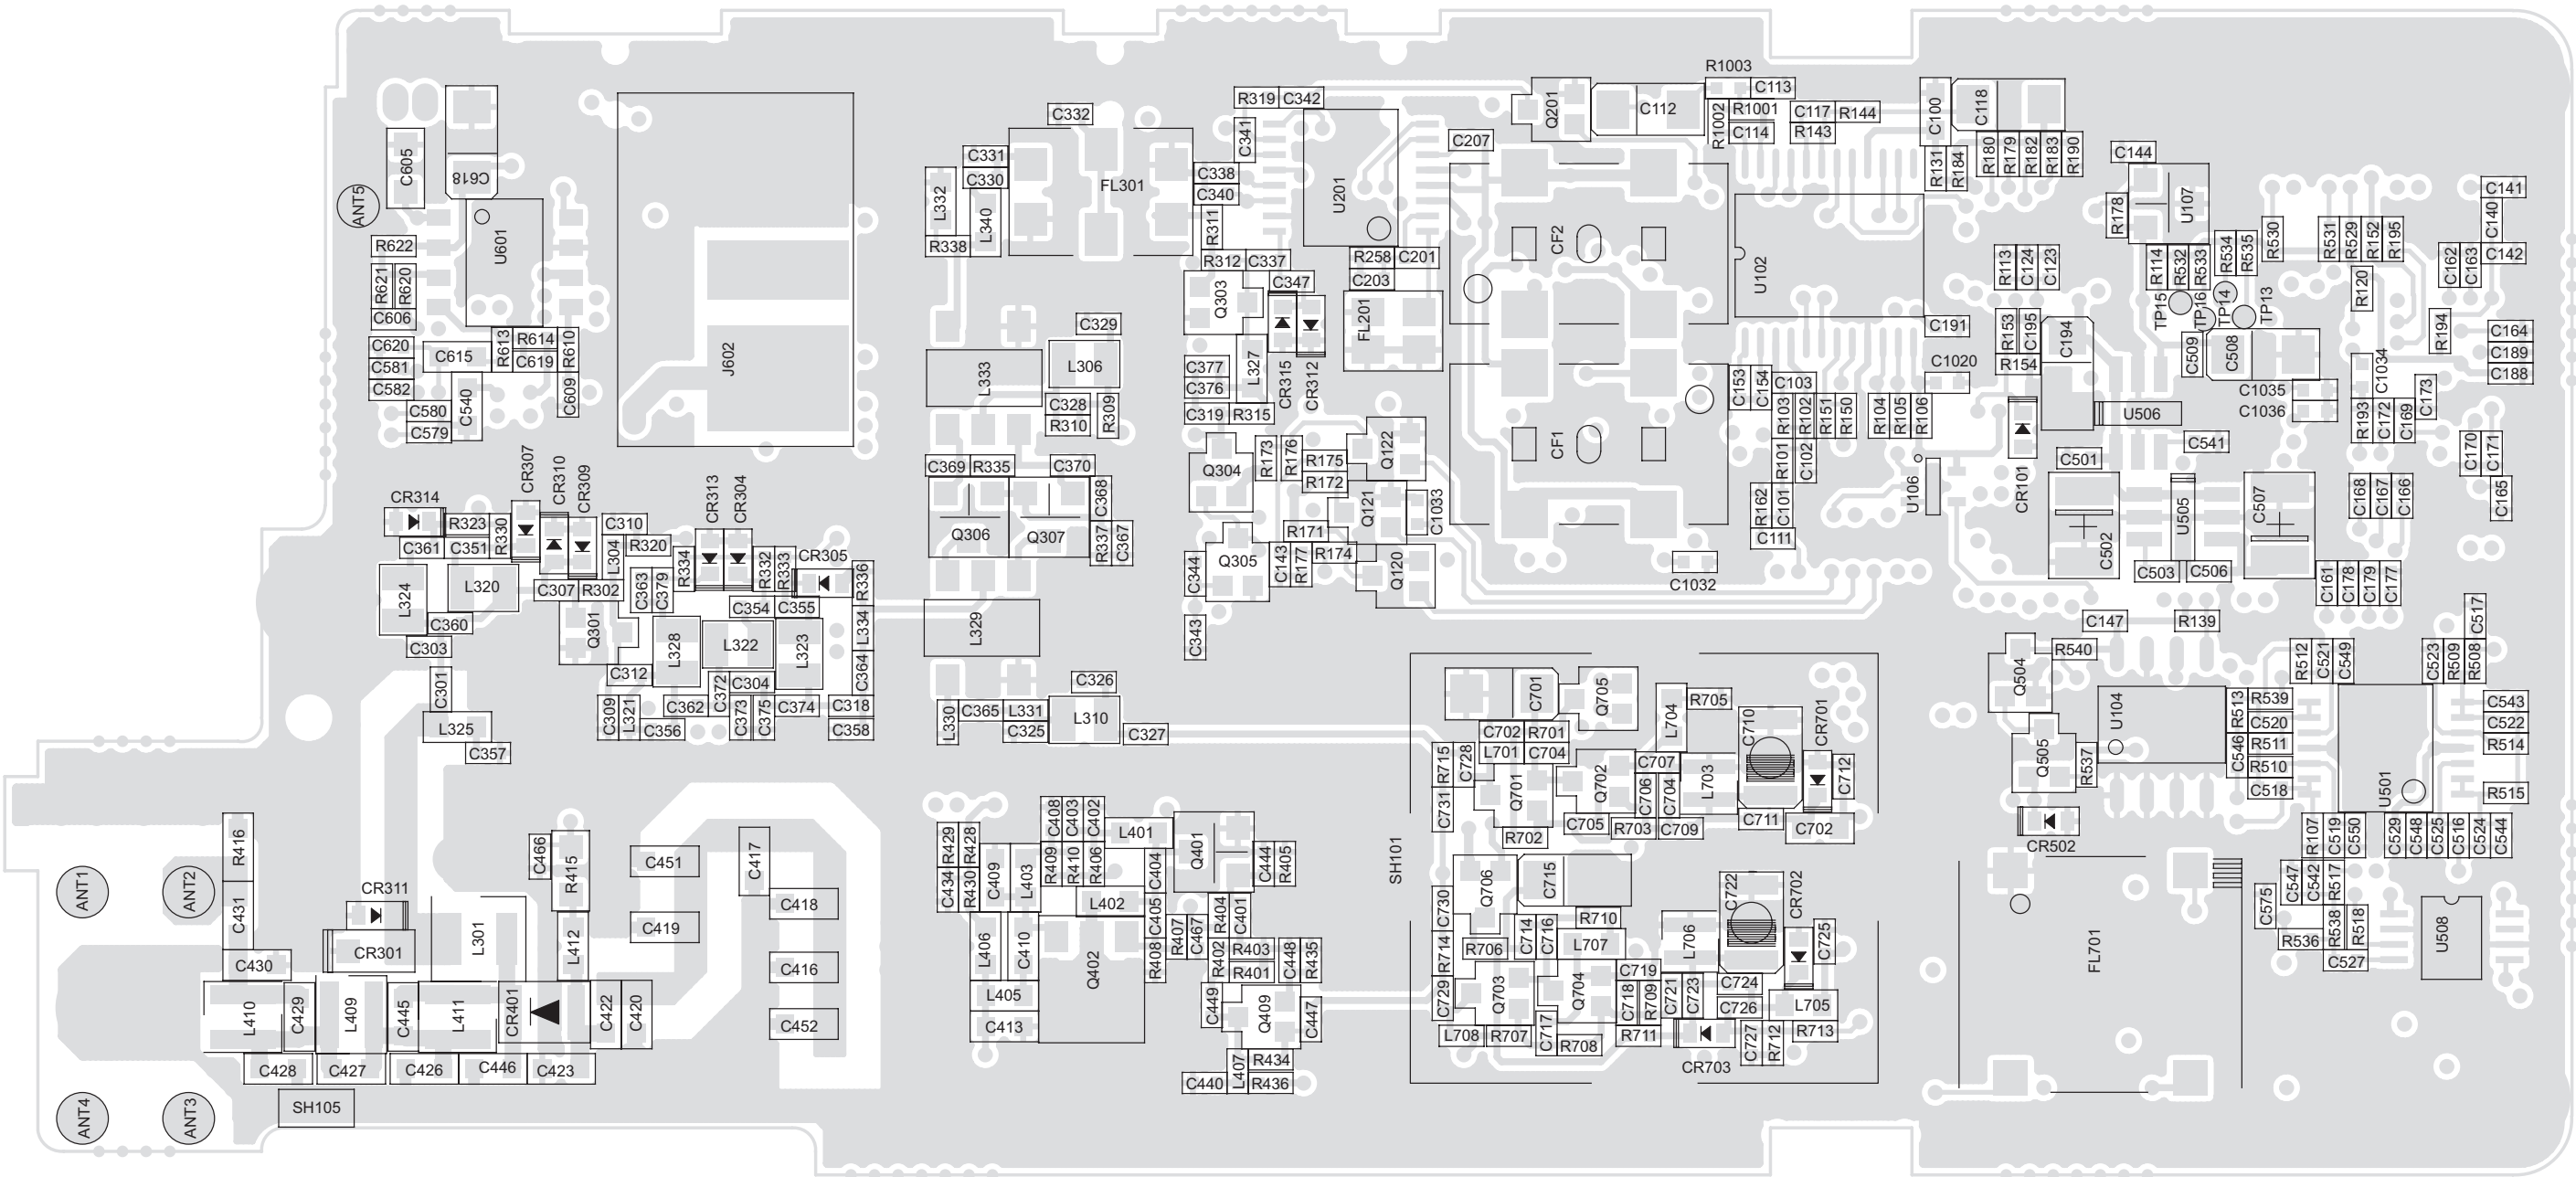 R1003
C113
C112
Q201
R1002
R1001
C114
C117
R144
R143
C100
C118
R319
C342
C341
C332
C207
R131
R184
R180
R179
R182
R183
R190
C144
C605
C618
ANT5
C331
C330
L332
L340
R338
FL301
C338
C340
R311
U201
U107
R178
C141
C140
C142
R622
U601
R621
R620
C606
CF2
U102
R312
C337
R258
C201
C203
Q303
C347
R113
C124
C123
R114
R532
R533
R534
R535
R530
R531
R529
R152
R195
C162
C163
R120
TP15
TP16
TP14
TP13
C620
C581
C582
C615
R613
R614
C619
R610
C609
C540
C580
C579
J602
C329
L333
L306
C328
R310
R309
C377
C376
C319
R315
L327
CR315
CR312
FL201
C191
C1020
R153
C195
R154
C194
C509
C508
C1035
C1036
C1034
R194
C164
C189
C188
C153
C154
C103
R103
R102
R151
R150
R104
R105
R106
U506
R193
C172
C169
C173
CF1
R101
C102
CR307
CR310
CR309
CR314
R323
C361
C351
R330
C310
R320
L304
CR313
CR304
CR305
R334
R332
R333
R336
C369
R335
C370
C368
Q306
Q307
R337
C367
Q304
R173
R176
R175
R172
Q122
Q121
C1033
R171
R174
Q120
Q305
C143
R177
C344
C343
R162
C101
C111
C1032
U106
CR101
C501
C541
C502
U505
C507
C503
C506
C170
C171
C168
C167
C166
C165
C161
C178
C179
C177
L324
L320
C307
R302
C363
C379
C354
C355
L334
C360
C303
Q301
L328
L322
L323
C364
C312
C301
C309
L321
C356
C362
C372
C304
C373
C375
C374
C318
C358
L325
C357
L329
L330
C365
L331
C325
C326
L310
C327
C147
R139
C517
Q504
R540
R512
C521
C549
C523
R509
R508
U104
R513
R539
C520
R511
C546
R510
C518
U501
C543
C522
R514
R515
Q505
R537
CR502
C701
Q705
L704
R705
C710
CR701
C702
R701
L701
C704
R715
C728
C731
Q701
Q702
C707
C706
C704
L703
C712
C705
R703
C709
C711
C702
R702
SH101
R416
C431
ANT1
ANT2
CR311
CR301
L301
C466
R415
L412
C451
C419
C417
C418
C416
C452
R429
R428
C434
R430
C409
L403
C408
C403
C402
R409
R410
R406
L401
C404
C405
L402
Q401
C444
R405
L406
C410
Q402
R408
R407
C467
R404
C401
R402
R403
R401
C448
R435
L405
C413
C449
Q409
C447
L407
R434
C440
R436
C430
L410
C429
L409
C445
L411
CR401
C422
C420
C428
C427
C426
C446
C423
SH105
ANT4
ANT3
C730
R714
C729
Q706
C715
C722
CR702
R706
C714
C716
R710
L707
L706
C725
Q703
Q704
C719
C718
R709
C721
C723
C724
C726
L705
L708
R707
C717
R708
R711
CR703
C727
R712
R713
FL701
R107
C519
C550
C529
C548
C525
C516
C524
C544
C547
C542
R517
C575
R536
R538
R518
C527
U508